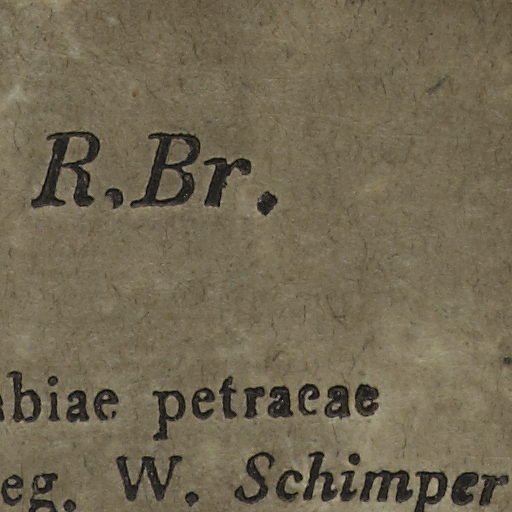 R.Br.
abiae petraeae
eg. W. Schimper